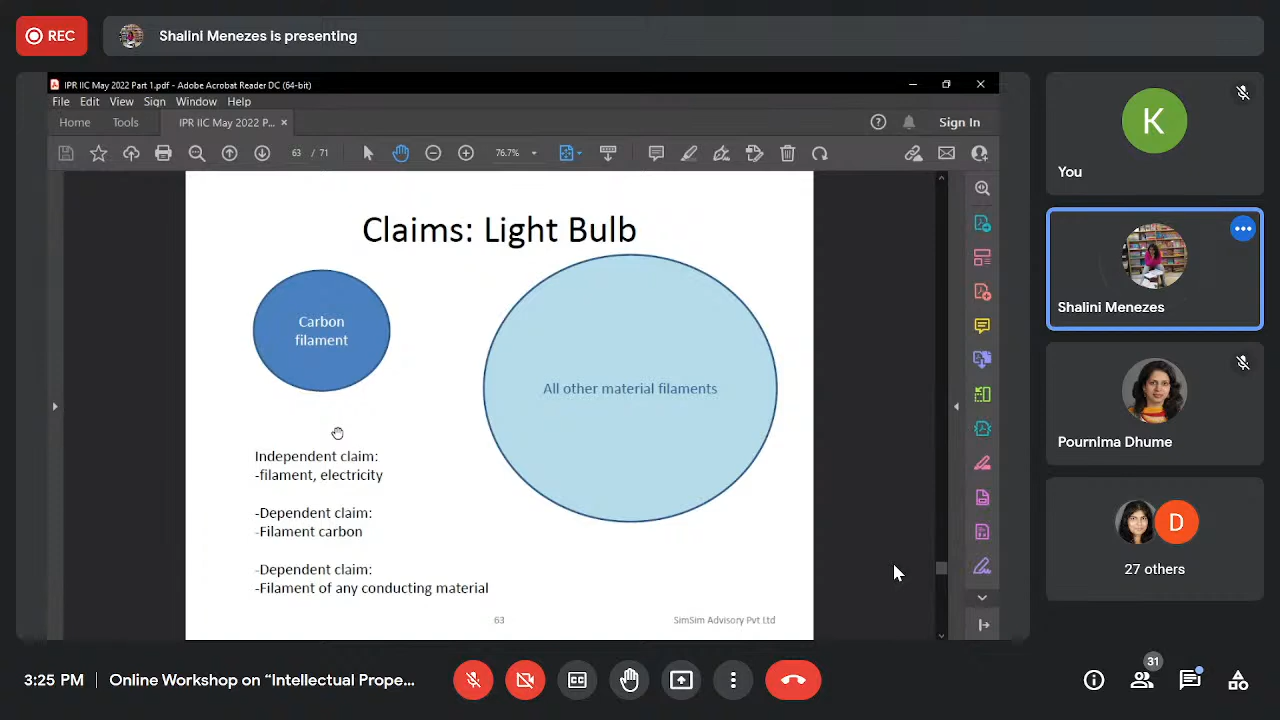 REC
Shalini Menezes is presenting
IPR IIC May 2022 Part 1.pdf - Adobe Acrobat Reader DC (64-bit)
File Edit View Sign Window Help
Home Tools IPR IIC May 2022 P... × Sign In
63 / 71 76.7%
Claims: Light Bulb
Carbon
filament
All other material filaments
Independent claim:
-filament, electricity
-Dependent claim:
-Filament carbon
-Dependent claim:
-Filament of any conducting material
63
SimSim Advisory Pvt Ltd
K
You
Shalini Menezes
Pournima Dhume
D
27 others
3:25 PM | Online Workshop on “Intellectual Prope...
31